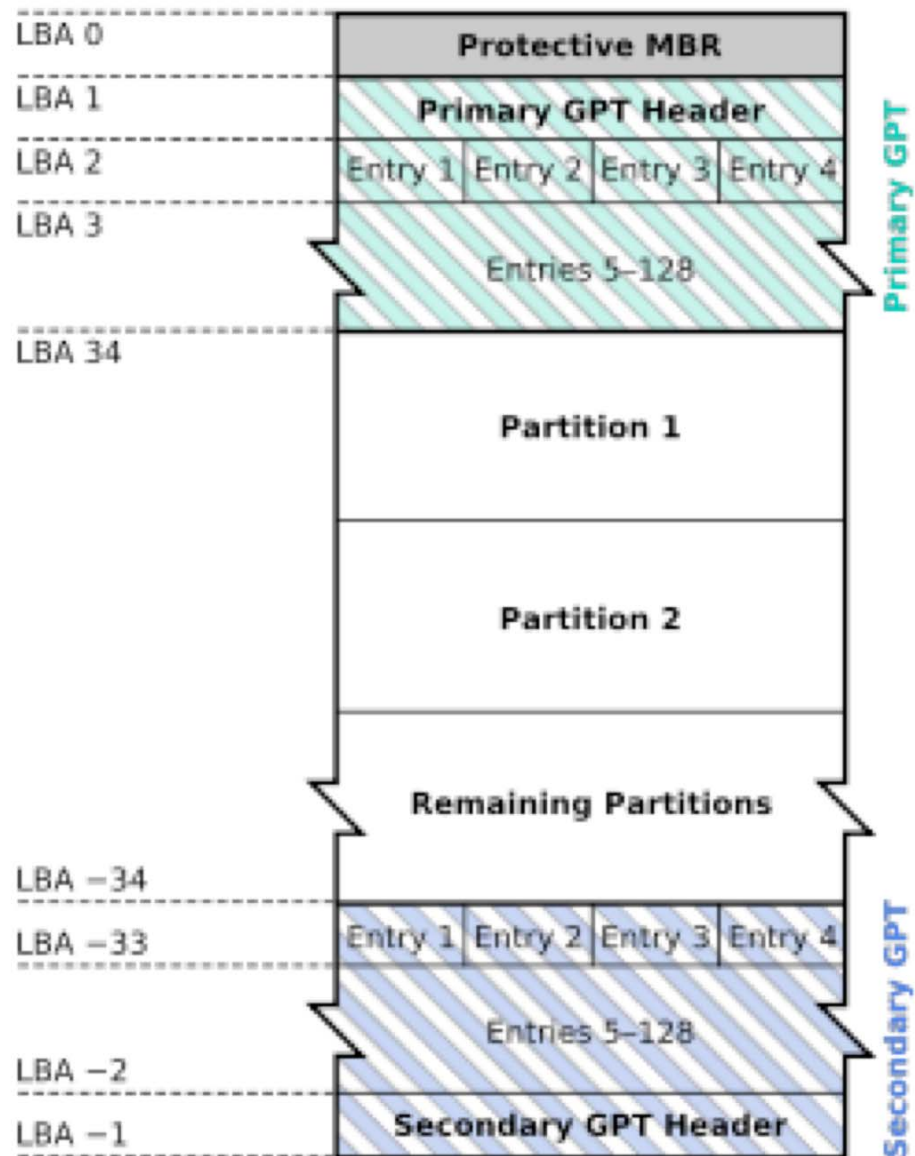 LBA 0
Protective MBR
LBA 1
Primary GPT Header
LBA 2
Entry 1 Entry 2 Entry 3 Entry 4
LBA 3
Entries 5–128
Primary GPT
LBA 34
Partition 1
Partition 2
Remaining Partitions
LBA −34
LBA −33
Entry 1 Entry 2 Entry 3 Entry 4
Entries 5–128
LBA −2
LBA −1
Secondary GPT Header
Secondary GPT